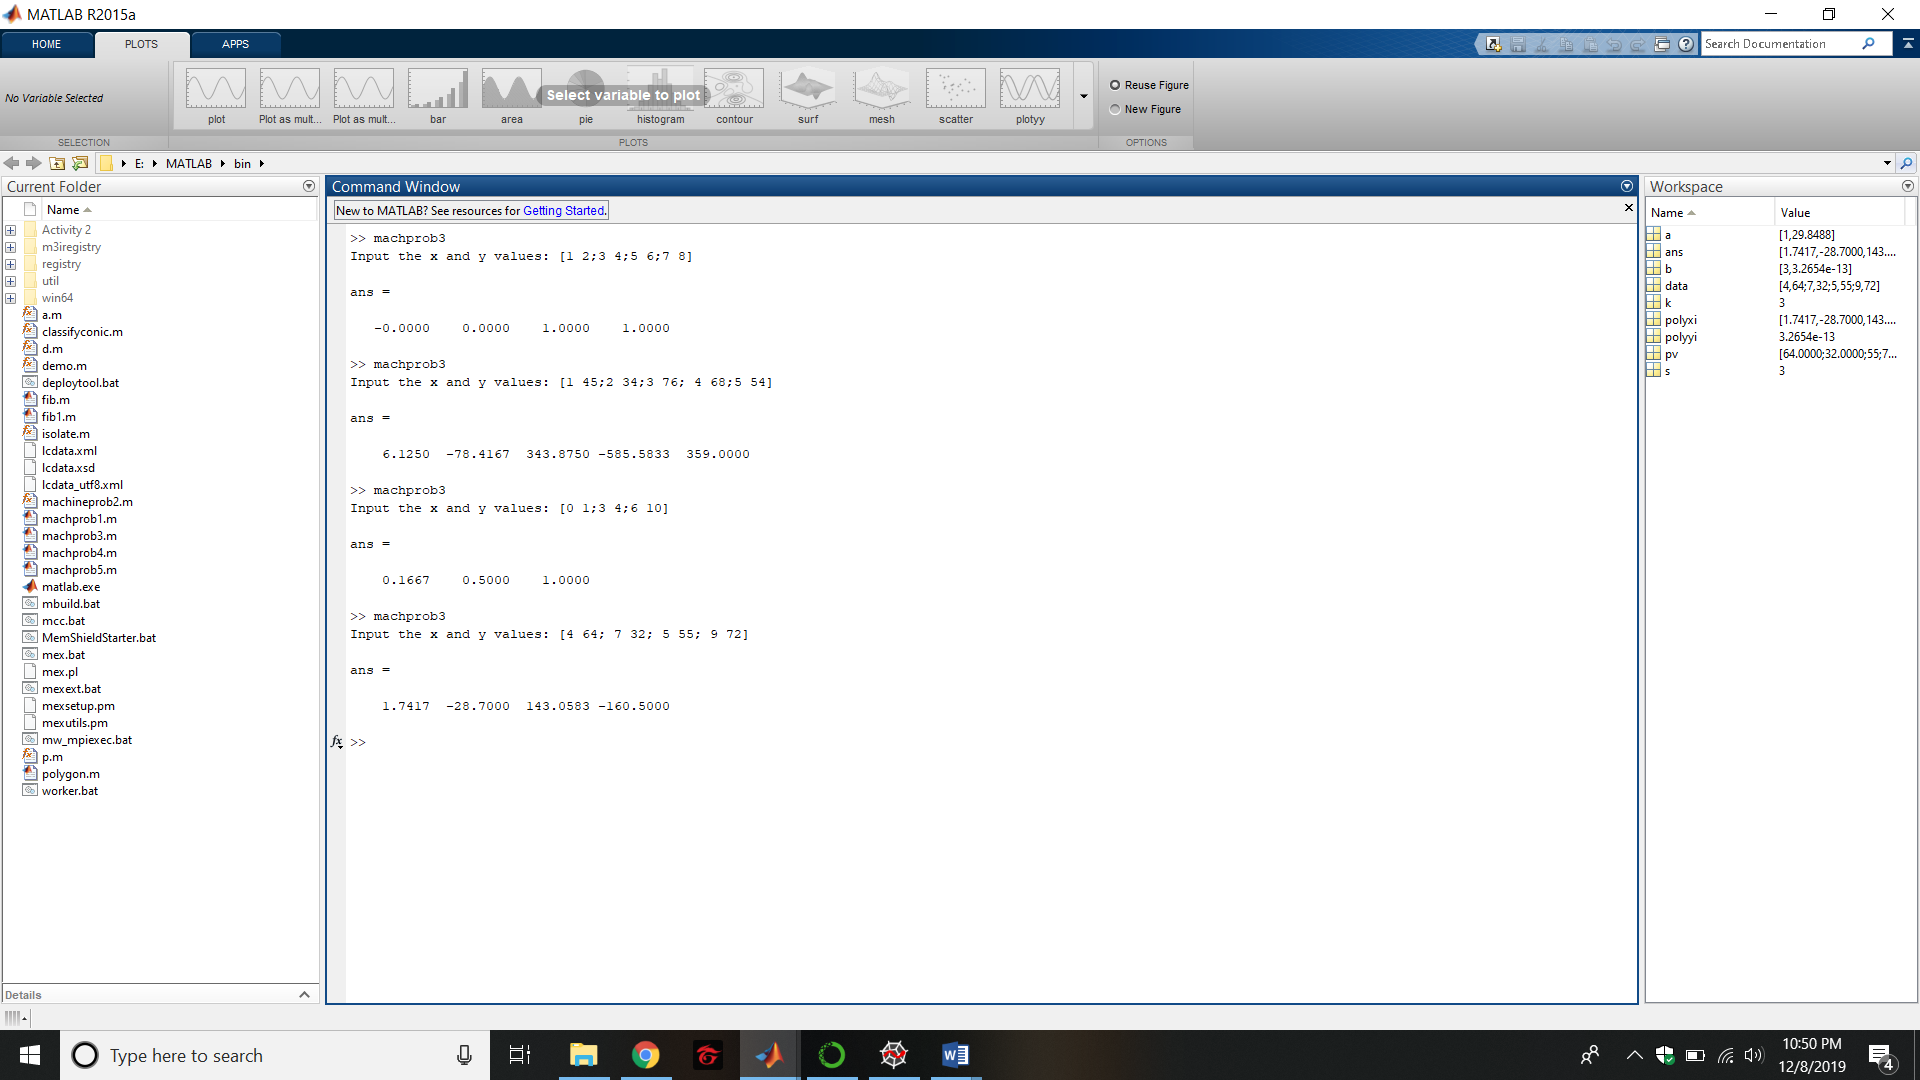 MATLAB R2015a
HOME PLOTS APPS
Search Documentation
No Variable Selected
Select variable to plot
plot Plot as mult... Plot as mult... bar area pie histogram contour surf mesh scatter plotyy
Reuse Figure
New Figure
SELECTION PLOTS OPTIONS
E: MATLAB bin
Current Folder
Name
Activity 2
m3iregistry
registry
util
win64
a.m
classifyconic.m
d.m
demo.m
deploytool.bat
fib.m
fib1.m
isolate.m
lcdata.xml
lcdata.xsd
lcdata_utf8.xml
machineprob2.m
machprob1.m
machprob3.m
machprob4.m
machprob5.m
matlab.exe
mbuild.bat
mcc.bat
MemShieldStarter.bat
mex.bat
mex.pl
mexext.bat
mexsetup.pm
mexutils.pm
mw_mpiexec.bat
p.m
polygon.m
worker.bat
Details
Command Window
New to MATLAB? See resources for Getting Started.
>> machprob3
Input the x and y values: [1 2;3 4;5 6;7 8]
ans =
-0.0000 0.0000 1.0000 1.0000
>> machprob3
Input the x and y values: [1 45;2 34;3 76; 4 68;5 54]
ans =
6.1250 -78.4167 343.8750 -585.5833 359.0000
>> machprob3
Input the x and y values: [0 1;3 4;6 10]
ans =
0.1667 0.5000 1.0000
>> machprob3
Input the x and y values: [4 64; 7 32; 5 55; 9 72]
ans =
1.7417 -28.7000 143.0583 -160.5000
fx >>
Workspace
Name Value
a [1,29.8488]
ans [1.7417,-28.7000,143....
b [3,3.2654e-13]
data [4,64;7,32;5,55;9,72]
k 3
polyxi [1.7417,-28.7000,143....
polyyi 3.2654e-13
pv [64.0000;32.0000;55;7...
s 3
Type here to search
10:50 PM
12/8/2019
4